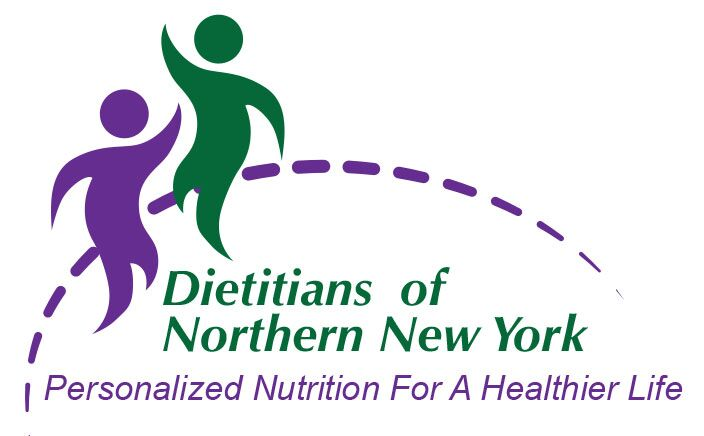 Dietitians of
Northern New York
Personalized Nutrition For A Healthier Life